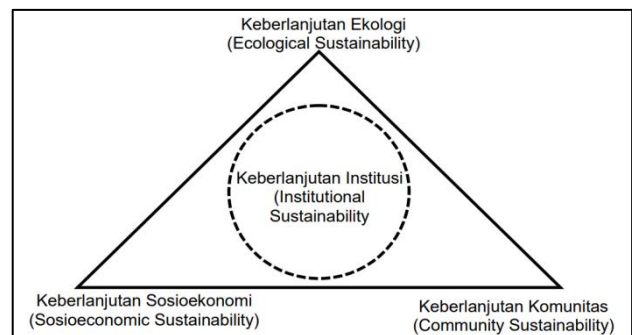 Keberlanjutan Ekologi
(Ecological Sustainability)
Keberlanjutan Institusi
(Institutional
Sustainability
Keberlanjutan Sosioekonomi
(Sosioeconomic Sustainability)
Keberlanjutan Komunitas
(Community Sustainability)